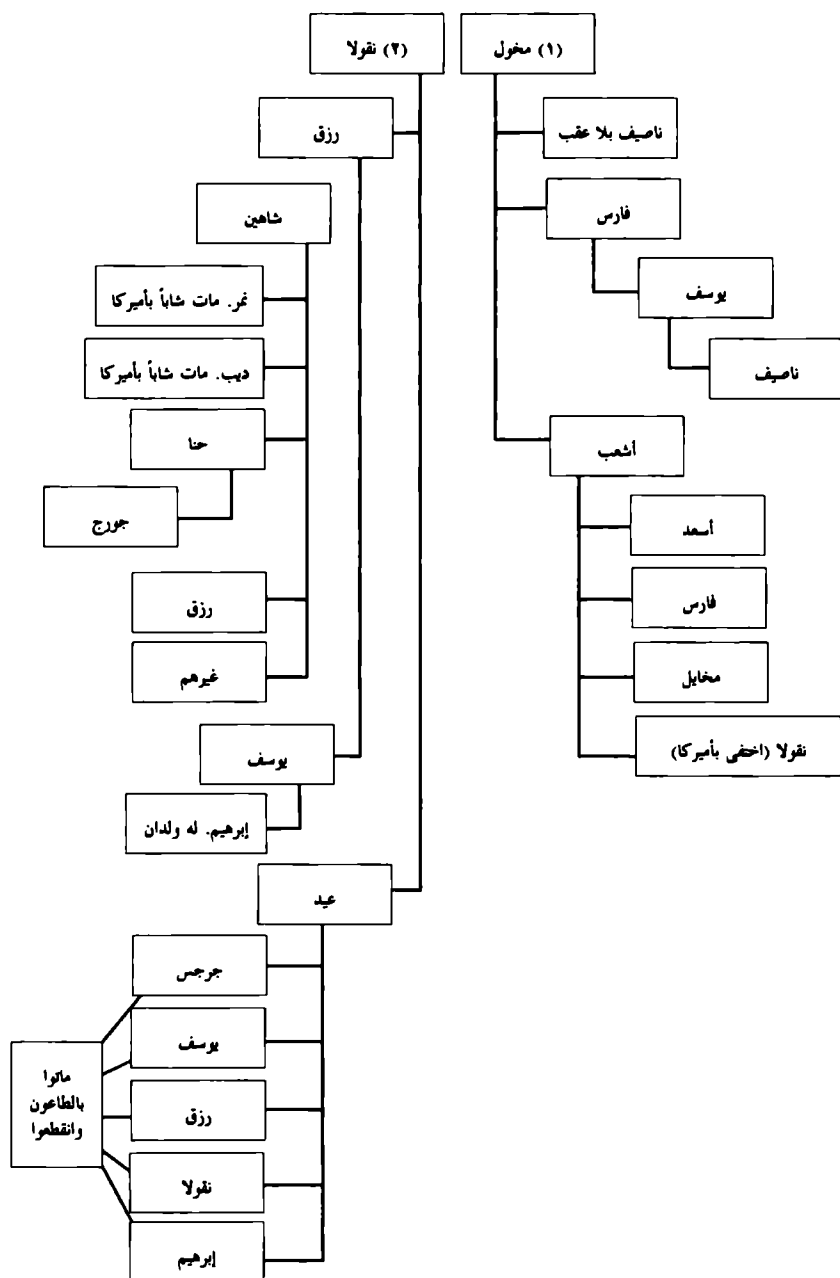 (١) مخول
ناصيف بلا عقب
فارس
يوسف
ناصيف
أشعب
أسعد
فارس
مخايل
نقولا (اختفى بأميركا)
(٢) نقولا
رزق
شاهين
نمر. مات شاباً بأميركا
ديب. مات شاباً بأميركا
حنا
جورج
رزق
غيرهم
يوسف
إبرهيم. له ولدان
عيد
جرجس
يوسف
رزق
نقولا
إبرهيم
ماتوا
بالطاعون
وانقطعوا